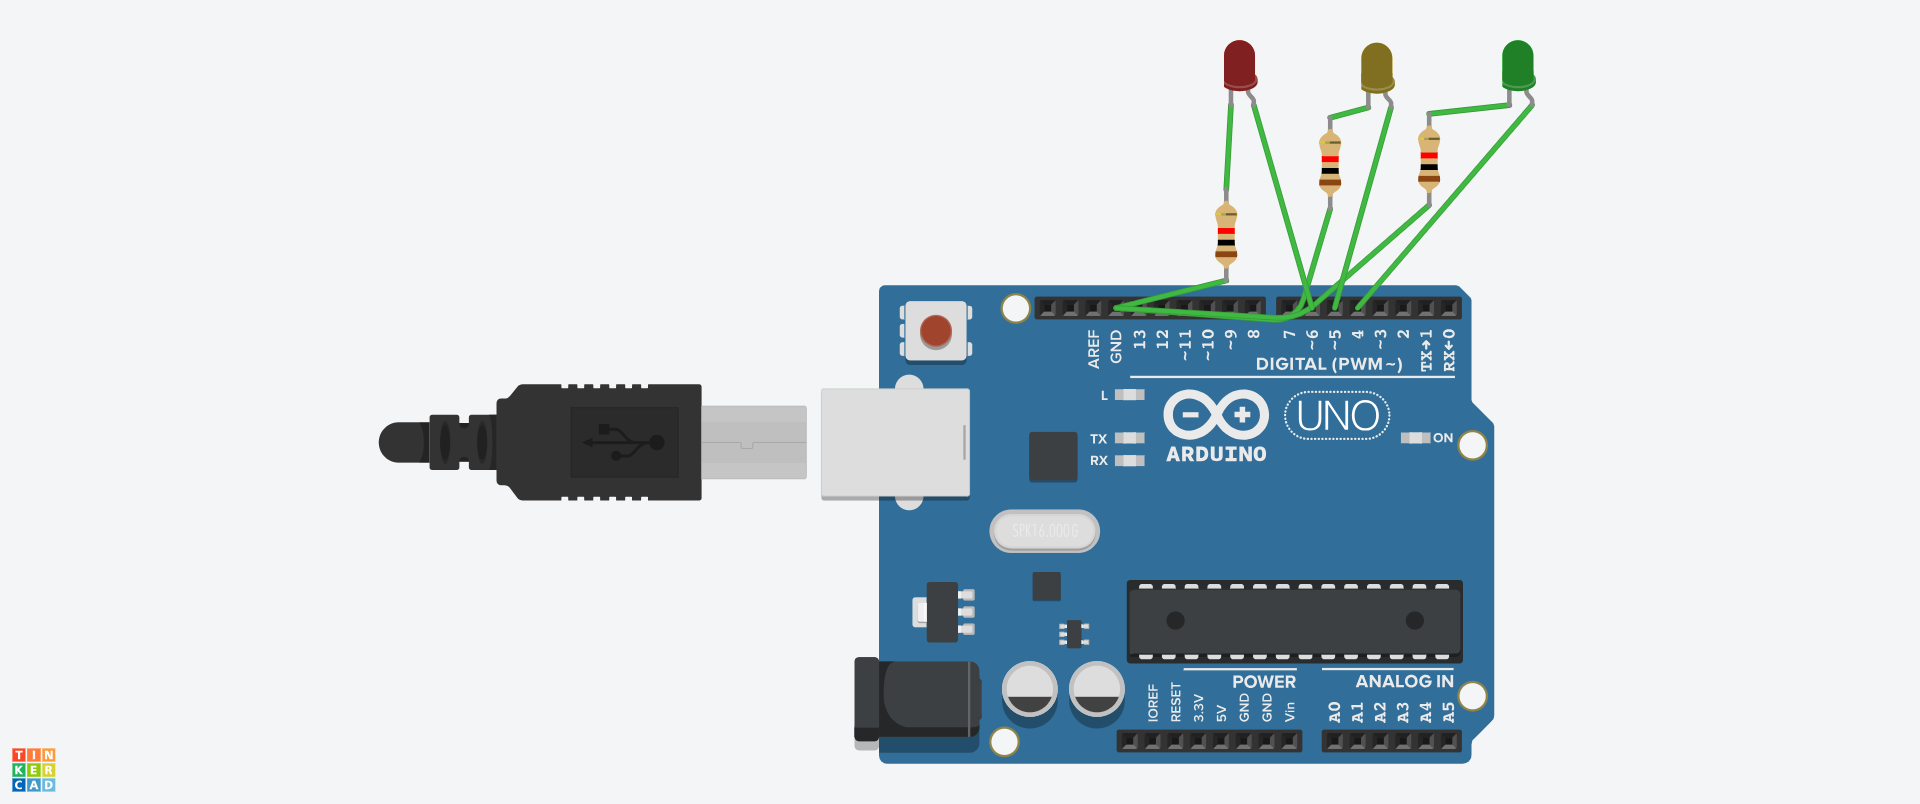 AREF
GND
13
12
~11
~10
~9
8
7
~6
~5
4
~3
2
TX→1
RX←0
DIGITAL (PWM~)
L
TX
RX
ARDUINO
UNO
ON
SPK16.000G
POWER
ANALOG IN
IOREF
RESET
3.3V
5V
GND
GND
Vin
A0
A1
A2
A3
A4
A5
TIN
KER
CAD